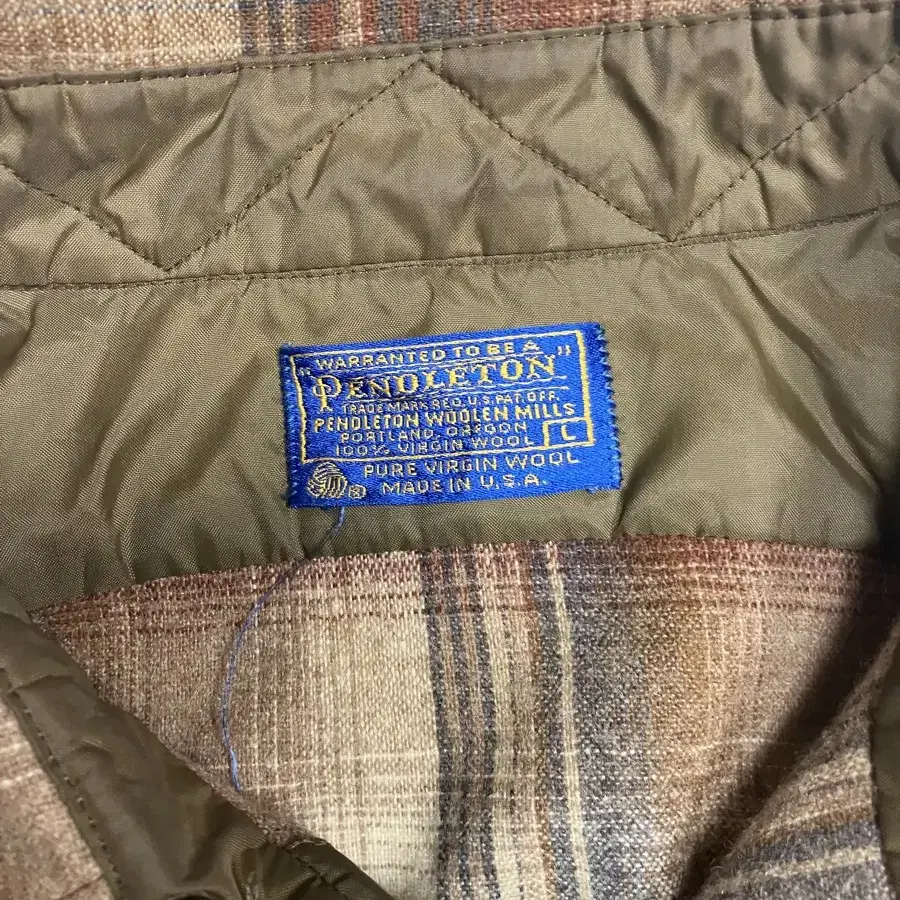 "WARRANTED TO BE A
PENDLETON"
TRADE MARK REG. U.S. PAT. OFF.
PENDLETON WOOLEN MILLS
PORTLAND, OREGON
100% VIRGIN WOOL L
PURE VIRGIN WOOL
® MADE IN U.S.A.